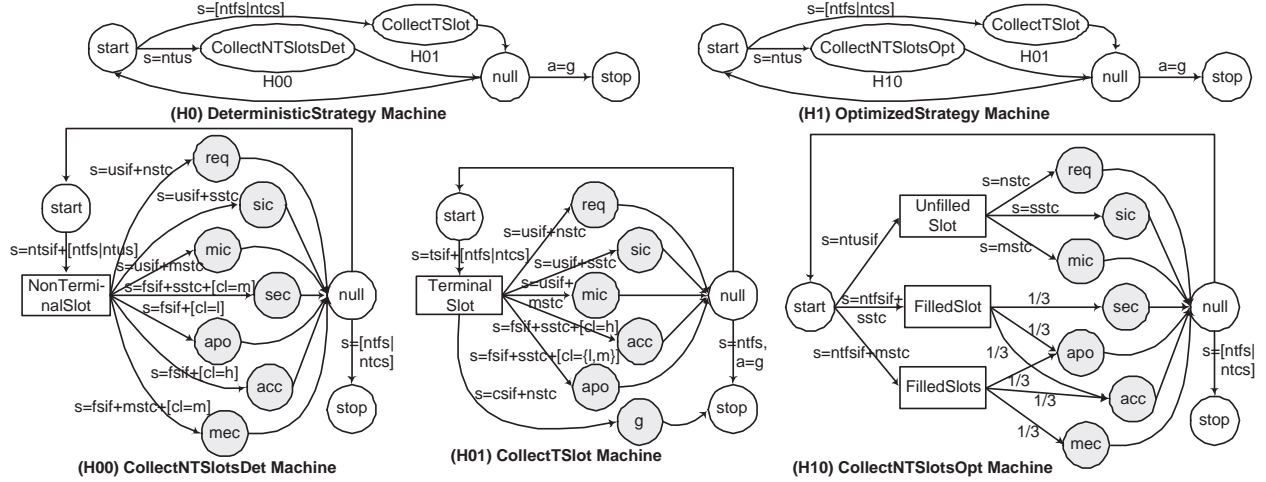 s=[ntfs|ntcs]
CollectTSlot
start
CollectNTSlotsDet
s=ntus
H01
H00
null
a=g
stop
(H0) DeterministicStrategy Machine
s=[ntfs|ntcs]
CollectTSlot
start
CollectNTSlotsOpt
s=ntus
H01
H10
null
a=g
stop
(H1) OptimizedStrategy Machine
req
s=usif+nstc
start
s=usif+sstc
sic
s=ntsif+[ntfs|ntus]
mic
s=usif+mstc
NonTermi-
nalSlot
s=fsif+sstc+[cl=m]
sec
null
s=fsif+[cl=l]
apo
s=fsif+[cl=h]
acc
s=[ntfs|
ntcs]
s=fsif+mstc+[cl=m]
mec
stop
(H00) CollectNTSlotsDet Machine
start
req
s=usif+nstc
s=tsif+[ntfs|ntcs]
s=usif+sstc
sic
Terminal
Slot
s=usif+
mstc
mic
null
s=fsif+sstc+[cl=h]
acc
s=fsif+sstc+[cl={l,m}]
apo
s=csif+nstc
g
s=ntfs,
a=g
stop
(H01) CollectTSlot Machine
req
s=nstc
Unfilled
Slot
s=sstc
sic
s=mstc
mic
s=ntusif
start
s=ntfsif+
sstc
FilledSlot
1/3
sec
null
1/3
apo
1/3
s=ntfsif+mstc
FilledSlots
1/3
1/3
acc
1/3
mec
s=[ntfs|
ntcs]
stop
(H10) CollectNTSlotsOpt Machine